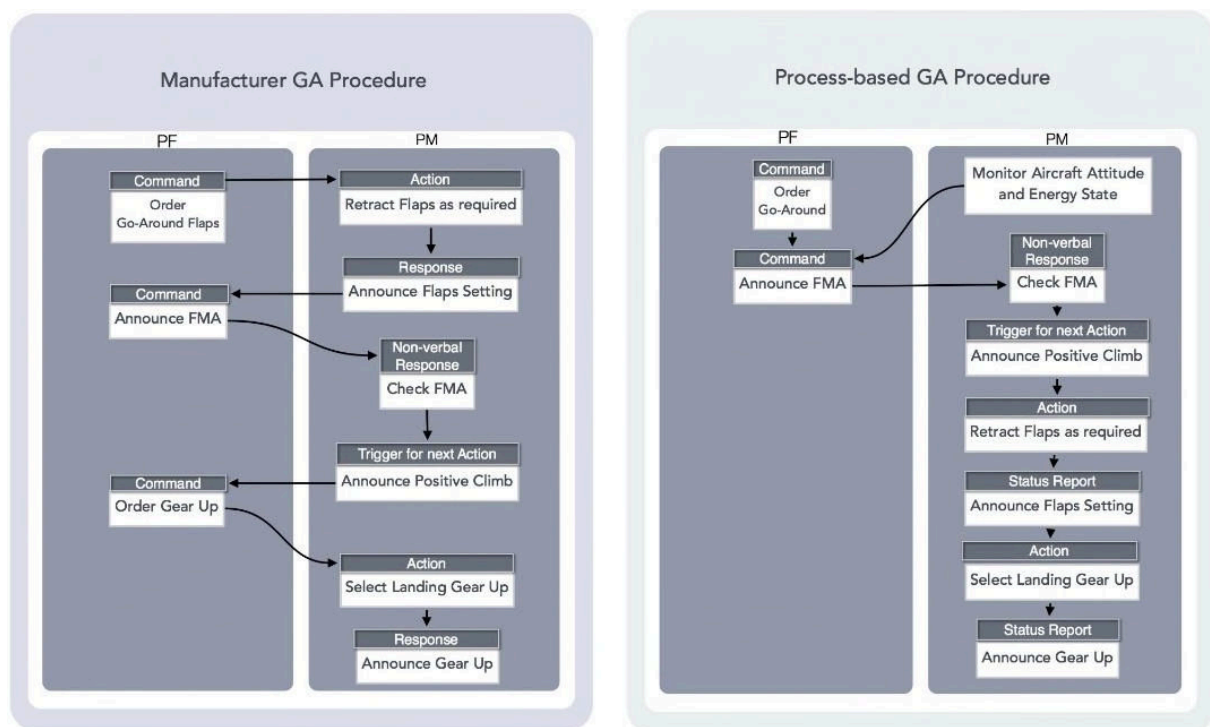 Manufacturer GA Procedure
PF
PM
Command
Order
Go-Around Flaps
Action
Retract Flaps as required
Response
Announce Flaps Setting
Command
Announce FMA
Non-verbal
Response
Check FMA
Trigger for next Action
Announce Positive Climb
Command
Order Gear Up
Action
Select Landing Gear Up
Response
Announce Gear Up
Process-based GA Procedure
PF
PM
Command
Order
Go-Around
Monitor Aircraft Attitude
and Energy State
Command
Announce FMA
Non-verbal
Response
Check FMA
Trigger for next Action
Announce Positive Climb
Action
Retract Flaps as required
Status Report
Announce Flaps Setting
Action
Select Landing Gear Up
Status Report
Announce Gear Up